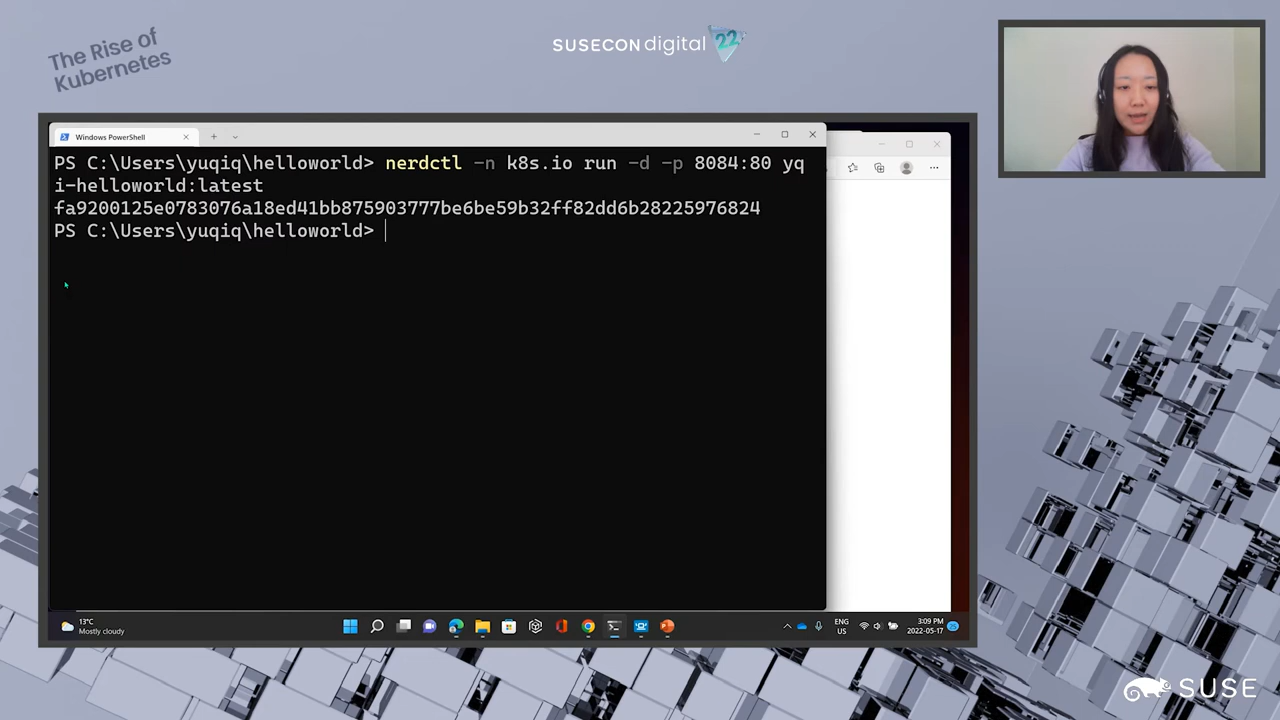 The Rise of
Kubernetes
SUSECON digital 22
Windows PowerShell
PS C:\Users\yuqiq\helloworld> nerdctl -n k8s.io run -d -p 8084:80 yq
i-helloworld:latest
fa9200125e0783076a18ed41bb875903777be6be59b32ff82dd6b28225976824
PS C:\Users\yuqiq\helloworld>
13°C
Mostly cloudy
ENG
US
3:09 PM
2022-05-17
SUSE